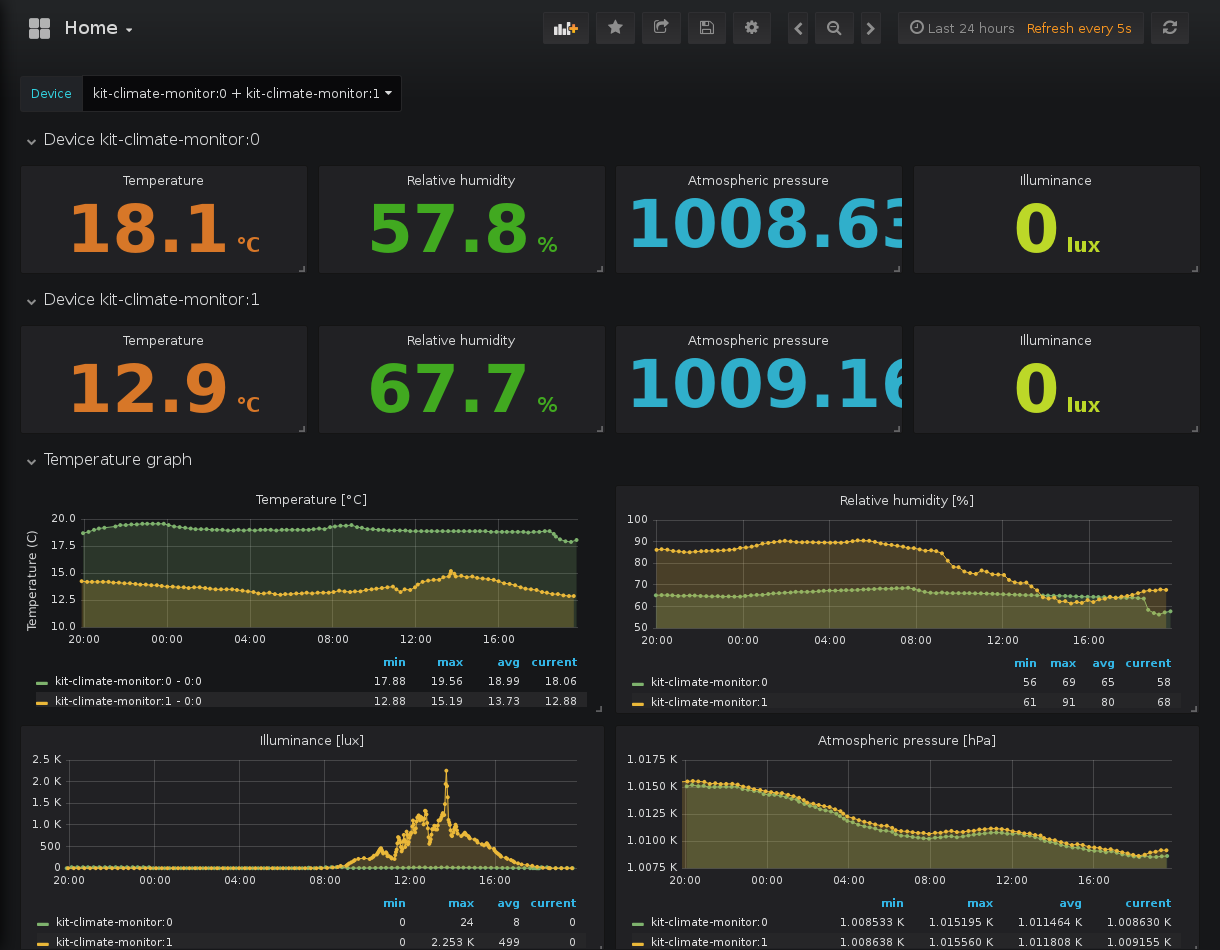 Home
Last 24 hours Refresh every 5s
Device kit-climate-monitor:0 + kit-climate-monitor:1
Device kit-climate-monitor:0
Temperature Relative humidity Atmospheric pressure Illuminance
18.1 °C 57.8 % 1008.63 0 lux
Device kit-climate-monitor:1
Temperature Relative humidity Atmospheric pressure Illuminance
12.9 °C 67.7 % 1009.16 0 lux
Temperature graph
Temperature [°C]
Temperature (C)
20.0
17.5
15.0
12.5
10.0
20:00 00:00 04:00 08:00 12:00 16:00
min max avg current
kit-climate-monitor:0 - 0:0 17.88 19.56 18.99 18.06
kit-climate-monitor:1 - 0:0 12.88 15.19 13.73 12.88
Relative humidity [%]
100
90
80
70
60
50
20:00 00:00 04:00 08:00 12:00 16:00
min max avg current
kit-climate-monitor:0 56 69 65 58
kit-climate-monitor:1 61 91 80 68
Illuminance [lux]
2.5 K
2.0 K
1.5 K
1.0 K
500
0
20:00 00:00 04:00 08:00 12:00 16:00
min max avg current
kit-climate-monitor:0 0 24 8 0
kit-climate-monitor:1 0 2.253 K 499 0
Atmospheric pressure [hPa]
1.0175 K
1.0150 K
1.0125 K
1.0100 K
1.0075 K
20:00 00:00 04:00 08:00 12:00 16:00
min max avg current
kit-climate-monitor:0 1.008533 K 1.015195 K 1.011464 K 1.008630 K
kit-climate-monitor:1 1.008638 K 1.015560 K 1.011808 K 1.009155 K